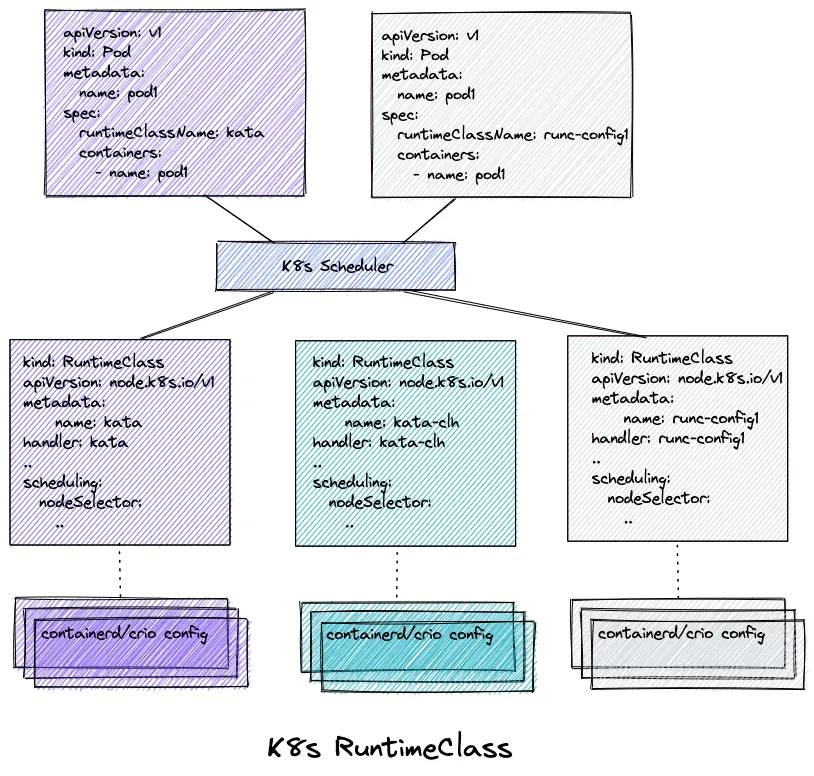 apiVersion: v1
kind: Pod
metadata:
  name: pod1
spec:
  runtimeClassName: kata
  containers:
    - name: pod1
apiVersion: v1
kind: Pod
metadata:
  name: pod1
spec:
  runtimeClassName: runc-config1
  containers:
    - name: pod1
K8s Scheduler
kind: RuntimeClass
apiVersion: node.k8s.io/v1
metadata:
    name: kata
handler: kata
..
scheduling:
  nodeSelector:
    ..
containerd/crio config
kind: RuntimeClass
apiVersion: node.k8s.io/v1
metadata:
    name: kata-clh
handler: kata-clh
..
scheduling:
  nodeSelector:
    ..
containerd/crio config
kind: RuntimeClass
apiVersion: node.k8s.io/v1
metadata:
    name: runc-config1
handler: runc-config1
..
scheduling:
  nodeSelector:
    ..
containerd/crio config
K8s RuntimeClass